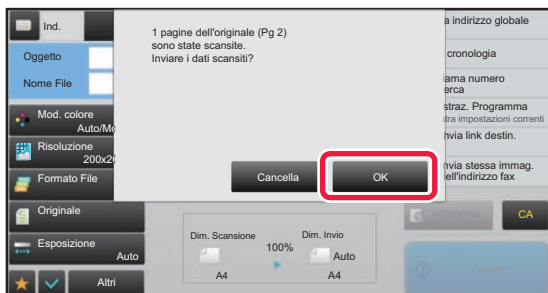 Ind.
1 pagine dell'originale (Pg 2)
sono state scansite.
Inviare i dati scansiti?
a indirizzo globale
Oggetto
cronologia
Nome File
iama numero
erca
Mod. colore
Auto/Mo
straz. Programma
tra impostazioni correnti
Risoluzione
200x20
nvia link destin.
Formato File
Cancella
OK
nvia stessa immag.
ell'indirizzo fax
Originale
Anteprima
CA
Esposizione
Auto
Dim. Scansione
100%
Dim. Invio
Auto
A4
A4
Altri
Avvio